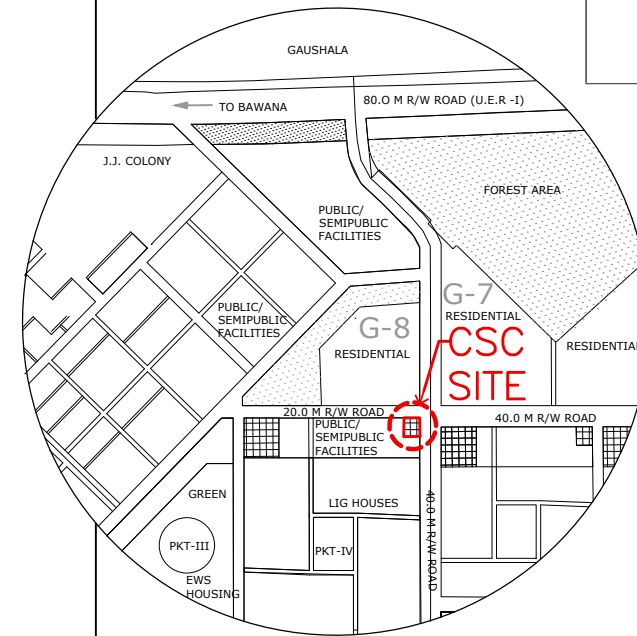 GAUSHALA
TO BAWANA
80.0 M R/W ROAD (U.E.R -I)
J.J. COLONY
FOREST AREA
PUBLIC/
SEMIPUBLIC
FACILITIES
G-7
RESIDENTIAL
PUBLIC/
SEMIPUBLIC
FACILITIES
G-8
RESIDENTIAL
RESIDENTIAL
CSC
SITE
20.0 M R/W ROAD
40.0 M R/W ROAD
PUBLIC/
SEMIPUBLIC
FACILITIES
GREEN
LIG HOUSES
40.0 M R/W ROAD
PKT-III
PKT-IV
EWS
HOUSING